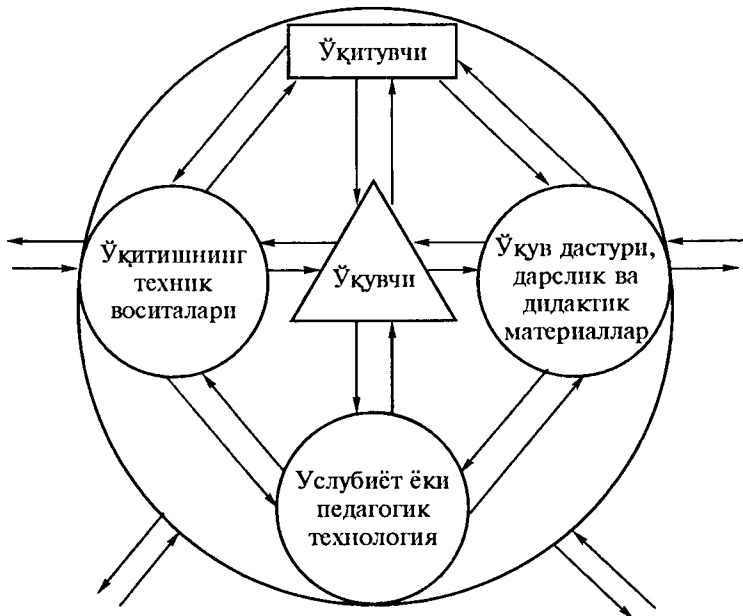 Ўқитувчи
Ўқитишнинг
техник
воситалари
Ўқувчи
Ўқув дастури,
дарслик ва
дидактик
материаллар
Услубиёт ёки
педагогик
технология